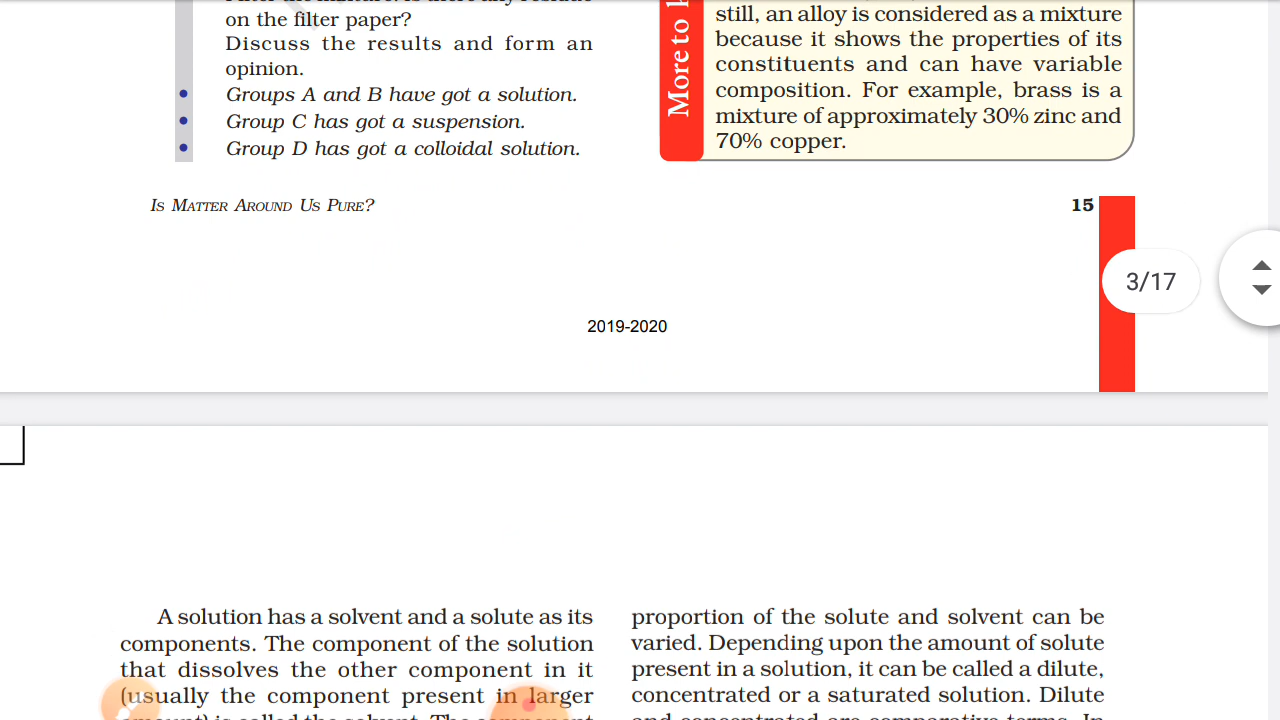 on the filter paper?
Discuss the results and form an
opinion.
• Groups A and B have got a solution.
• Group C has got a suspension.
• Group D has got a colloidal solution.
More to
still, an alloy is considered as a mixture
because it shows the properties of its
constituents and can have variable
composition. For example, brass is a
mixture of approximately 30% zinc and
70% copper.
IS MATTER AROUND US PURE?
15
3/17
2019-2020
A solution has a solvent and a solute as its
components. The component of the solution
that dissolves the other component in it
(usually the component present in larger
proportion of the solute and solvent can be
varied. Depending upon the amount of solute
present in a solution, it can be called a dilute,
concentrated or a saturated solution. Dilute